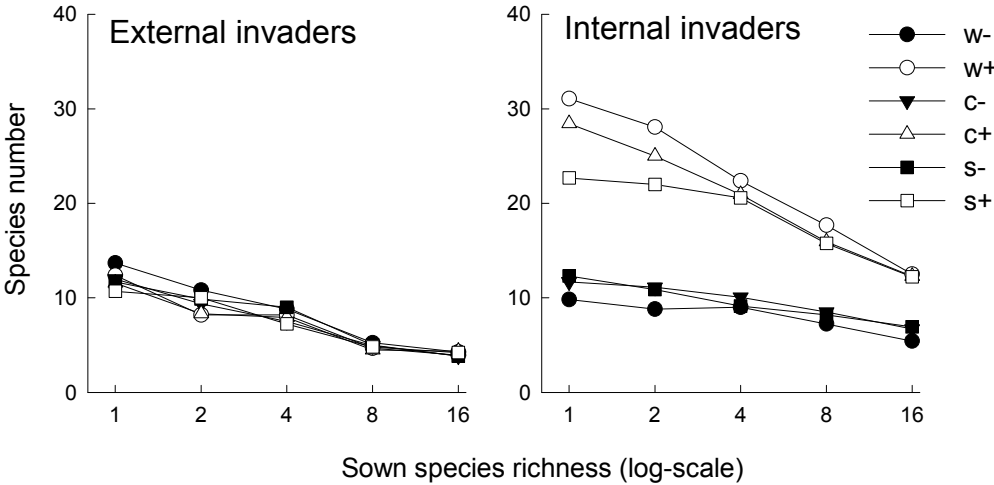 External invaders
Internal invaders
Species number
40
30
20
10
0
1 2 4 8 16
40
30
20
10
0
1 2 4 8 16
w-
w+
c-
c+
s-
s+
Sown species richness (log-scale)